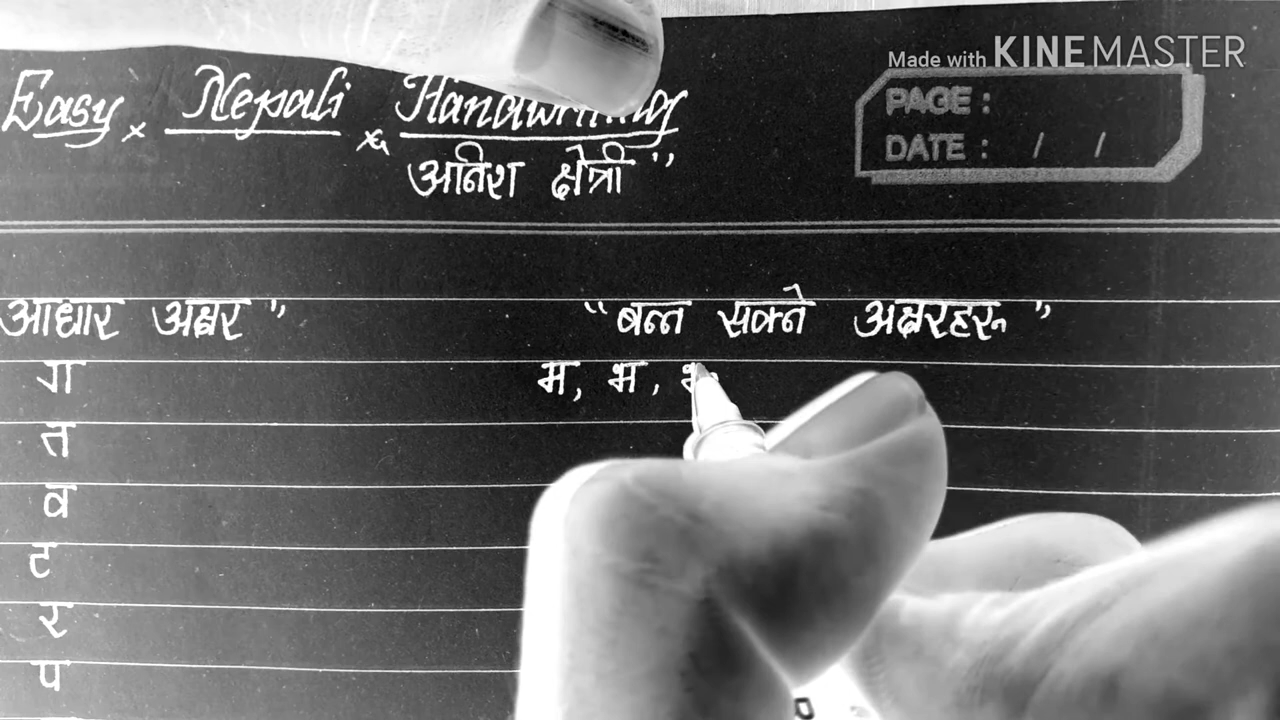 Made with KINEMASTER
Easy Nepali Handwriting
PAGE :
अनिश क्षेत्री "
DATE : / /
आधार अक्षर " " बन्न सक्ने अक्षरहरू "
ग म, भ,
त
व
ट
र
प